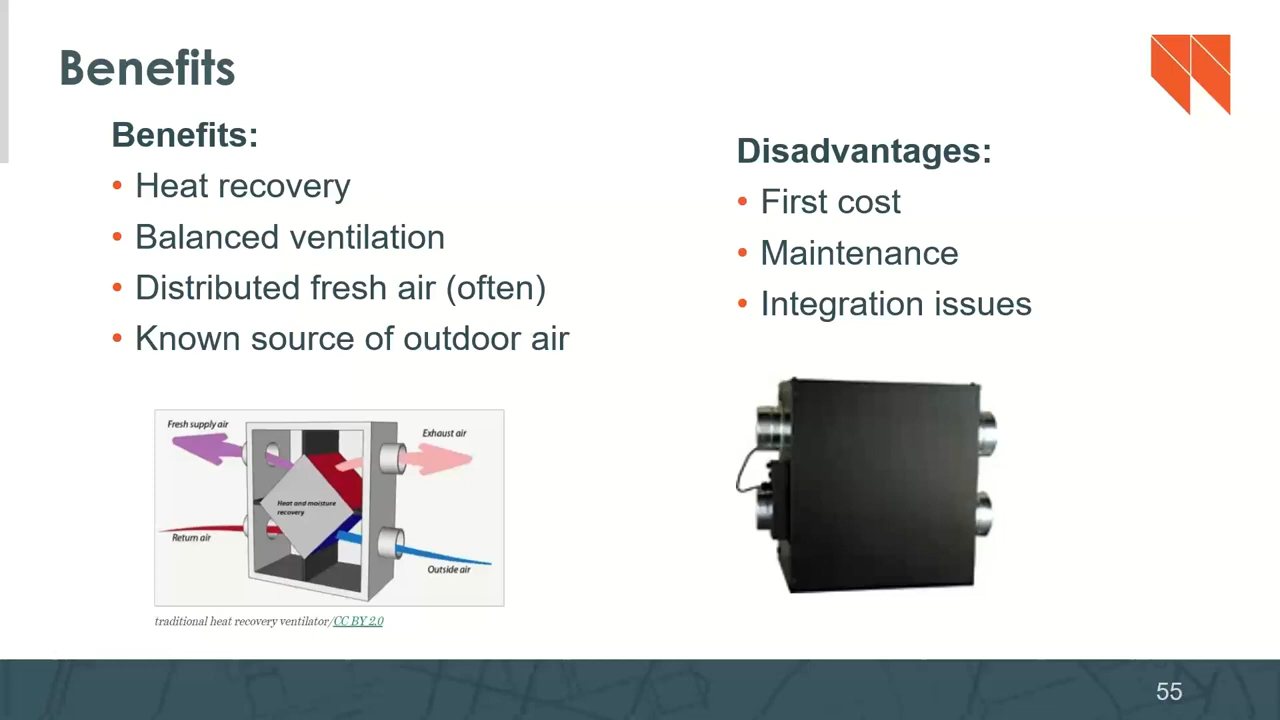 Benefits
Benefits:
• Heat recovery
• Balanced ventilation
• Distributed fresh air (often)
• Known source of outdoor air
Disadvantages:
• First cost
• Maintenance
• Integration issues
Fresh supply air
Exhaust air
Heat and moisture
recovery
Return air
Outside air
traditional heat recovery ventilator/CC BY 2.0
55